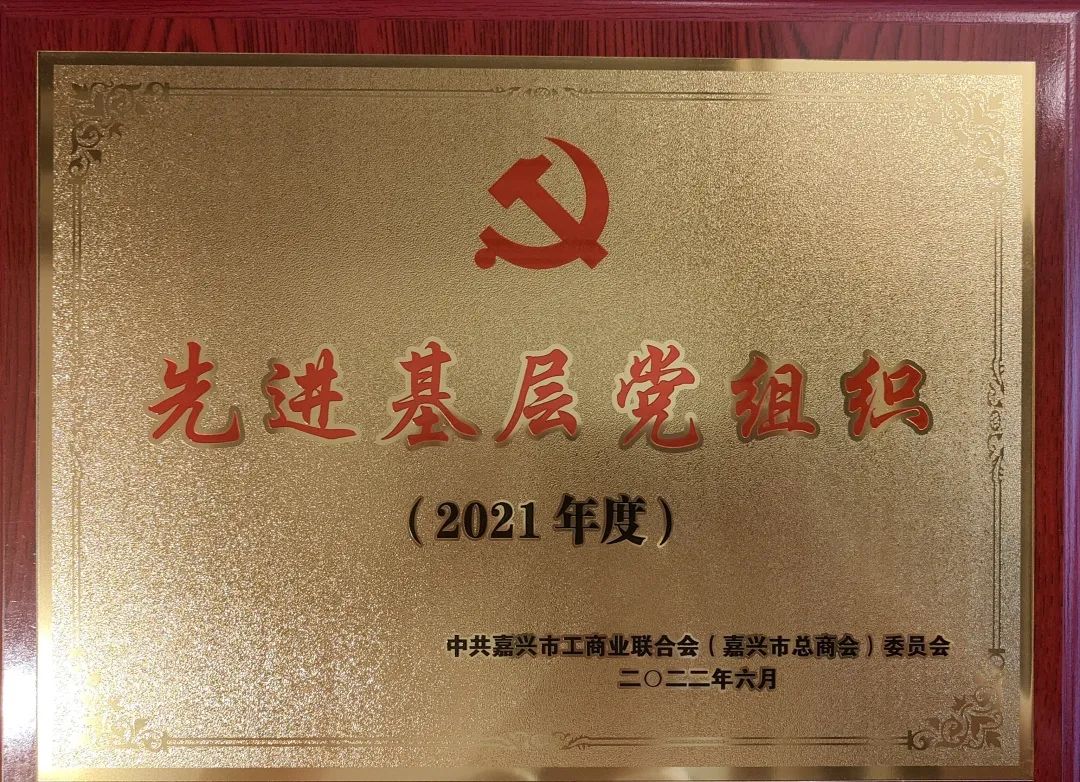 先进基层党组织
（2021年度）
中共嘉兴市工商业联合会（嘉兴市总商会）委员会
二〇二二年六月